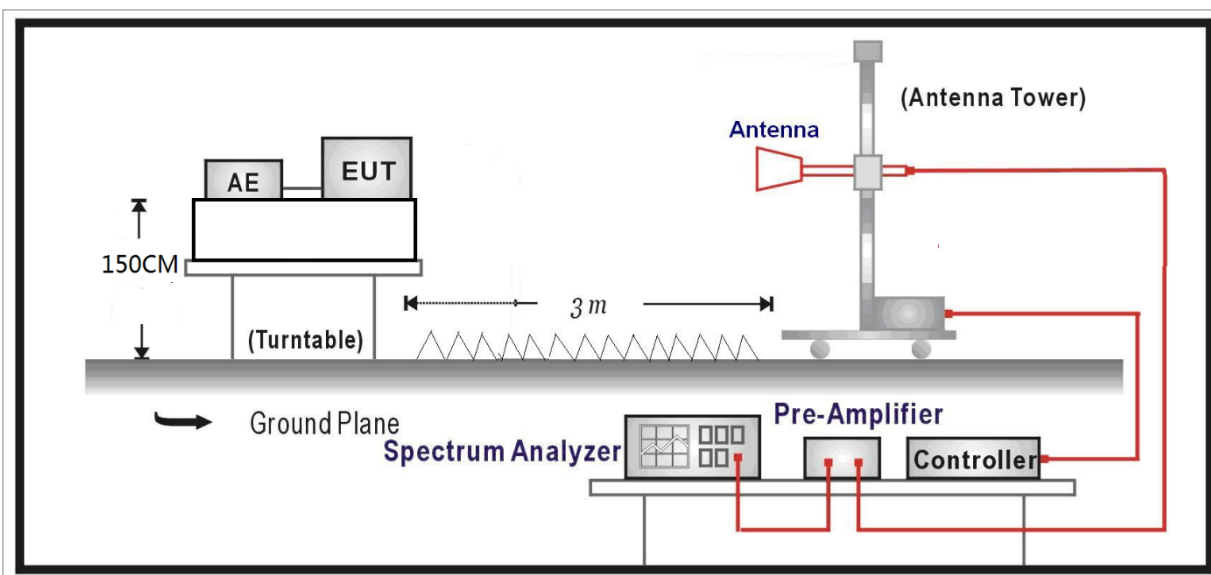 (Antenna Tower)
Antenna
EUT
AE
150CM
3 m
(Turntable)
Ground Plane
Pre-Amplifier
Spectrum Analyzer
Controller